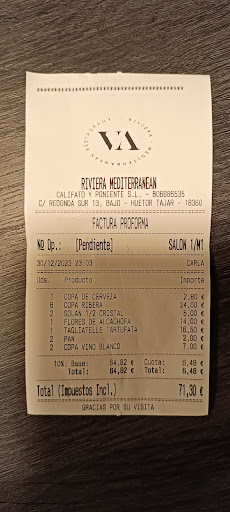 VA
RIVIERA MEDITERRANEAN
CALIFATO Y PONIENTE S.L. - B06686535
C/ REDONDA SUR 13, BAJO - HUETOR TAJAR - 18360
FACTURA PROFORMA
Nº Op.: [Pendiente] SALON 1/M1
30/12/2023 23:03 CARLA
Uds. Producto Importe
1 COPA DE CERVEZA 2,80 €
8 COPA RIBERA 24,00 €
2 SOLAN 1/2 CRISTAL 5,00 €
1 FLORES DE ALCACHOFA 14,00 €
1 TAGLIATELLE TARTUFATA 16,50 €
2 PAN 2,00 €
2 COPA VINO BLANCO 7,00 €
10% Base: 64,82 € Cuota: 6,48 €
Total: 64,82 € Total: 6,48 €
Total (Impuestos Incl.) 71,30 €
GRACIAS POR SU VISITA